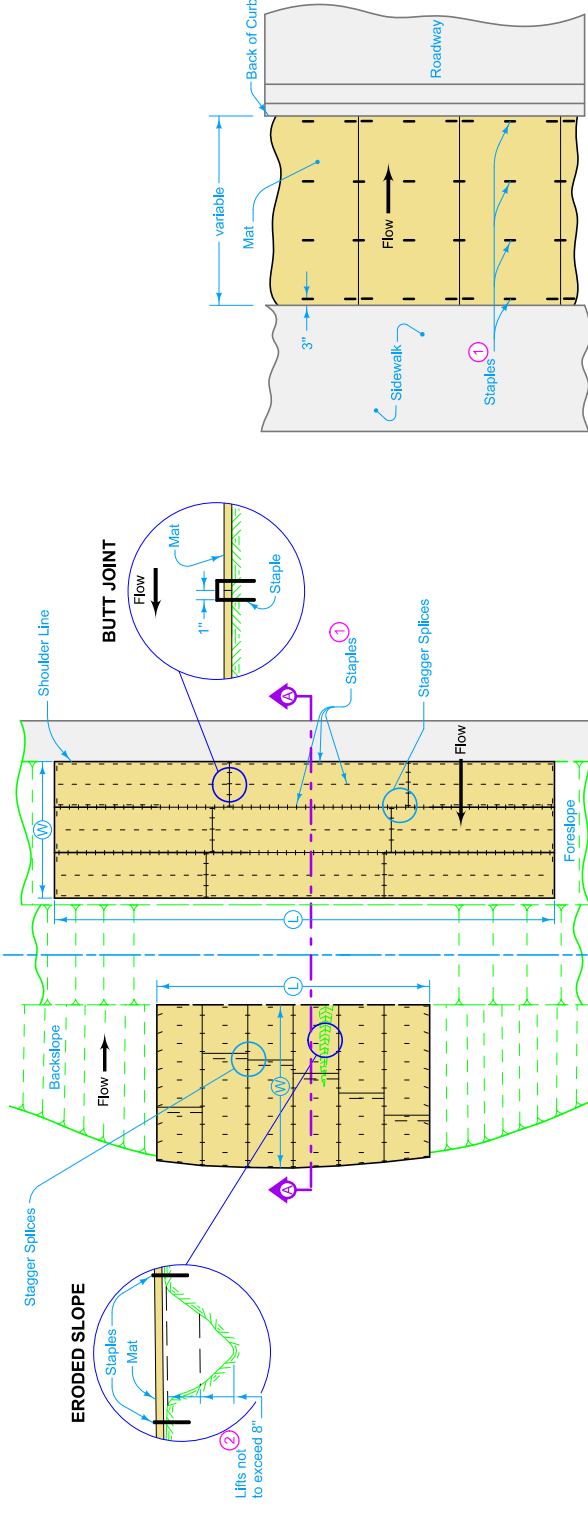 ERODED SLOPE
Staples
Mat
2
Lifts not
to exceed 8"
Stagger Splices
Backslope
Flow
W
L
A
A
BUTT JOINT
Flow
1"
Mat
Staple
Shoulder Line
W
L
Staples 1
Stagger Splices
Flow
Foreslope
Back of Curb
Roadway
variable
Mat
Flow
3"
Sidewalk
Staples 1